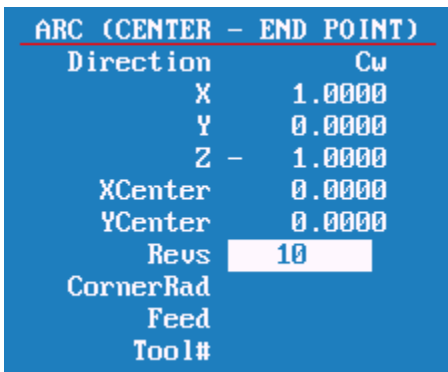 ARC (CENTER - END POINT)
Direction Cw
X 1.0000
Y 0.0000
Z - 1.0000
XCenter 0.0000
YCenter 0.0000
Revs 10
CornerRad
Feed
Tool#